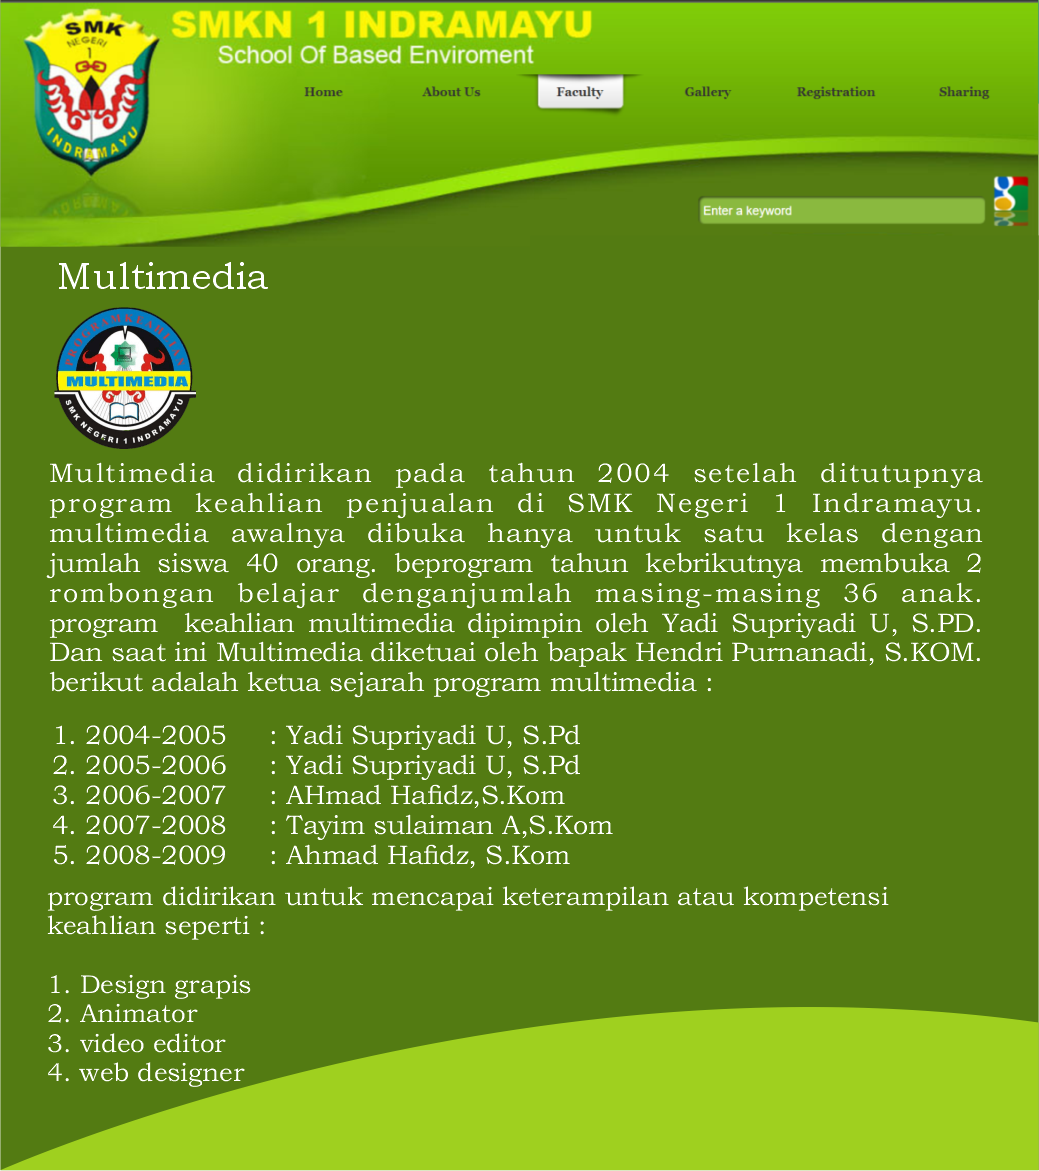 SMK
NEGERI
1
INDRAMAYU
SMKN 1 INDRAMAYU
School Of Based Enviroment
Home About Us Faculty Gallery Registration Sharing
Enter a keyword
Multimedia
PROGRAM KEAHLIAN
MULTIMEDIA
SMK NEGERI 1 INDRAMAYU
Multimedia didirikan pada tahun 2004 setelah ditutupnya
program keahlian penjualan di SMK Negeri 1 Indramayu.
multimedia awalnya dibuka hanya untuk satu kelas dengan
jumlah siswa 40 orang. beprogram tahun kebrikutnya membuka 2
rombongan belajar denganjumlah masing-masing 36 anak.
program keahlian multimedia dipimpin oleh Yadi Supriyadi U, S.PD.
Dan saat ini Multimedia diketuai oleh bapak Hendri Purnanadi, S.KOM.
berikut adalah ketua sejarah program multimedia :
1. 2004-2005 : Yadi Supriyadi U, S.Pd
2. 2005-2006 : Yadi Supriyadi U, S.Pd
3. 2006-2007 : AHmad Hafidz,S.Kom
4. 2007-2008 : Tayim sulaiman A,S.Kom
5. 2008-2009 : Ahmad Hafidz, S.Kom
program didirikan untuk mencapai keterampilan atau kompetensi
keahlian seperti :
1. Design grapis
2. Animator
3. video editor
4. web designer